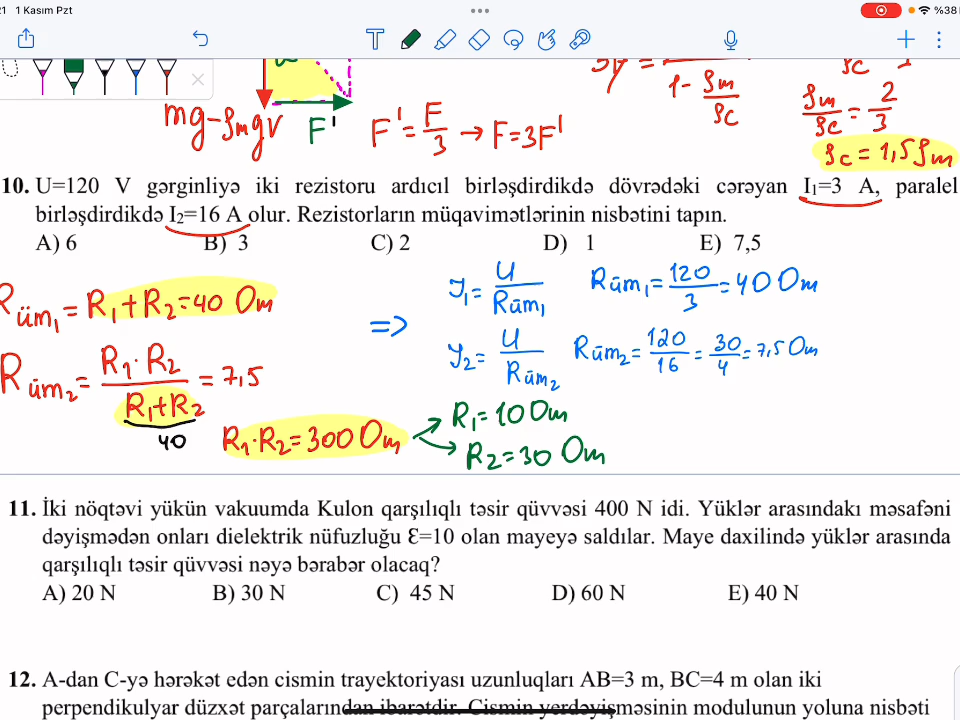 21 1 Kasım Pzt
%38
mg-ρmgV F' F'=F/3 → F=3F'
1-ρm/ρc
ρm/ρc=2/3
ρc=1,5ρm
10. U=120 V gərginliyə iki rezistoru ardıcıl birləşdirdikdə dövrədəki cərəyan I₁=3 A, paralel
birləşdirdikdə I₂=16 A olur. Rezistorların müqavimətlərinin nisbətini tapın.
A) 6 B) 3 C) 2 D) 1 E) 7,5
Rüm₁=R₁+R₂=40 Om
Rüm₂=R₁·R₂/R₁+R₂=7,5
40
R₁·R₂=300 Om
=>
I₁=U/Rüm₁ Rüm₁=120/3=40 Om
I₂=U/Rüm₂ Rüm₂=120/16=30/4=7,5 Om
R₁=10 Om
R₂=30 Om
11. İki nöqtəvi yükün vakuumda Kulon qarşılıqlı təsir qüvvəsi 400 N idi. Yüklər arasındakı məsafəni
dəyişmədən onları dielektrik nüfuzluğu Ɛ=10 olan mayeyə saldılar. Maye daxilində yüklər arasında
qarşılıqlı təsir qüvvəsi nəyə bərabər olacaq?
A) 20 N B) 30 N C) 45 N D) 60 N E) 40 N
12. A-dan C-yə hərəkət edən cismin trayektoriyası uzunluqları AB=3 m, BC=4 m olan iki
perpendikulyar düzxət parçalarından ibarətdir. Cismin yerdəyişməsinin modulunun yoluna nisbəti